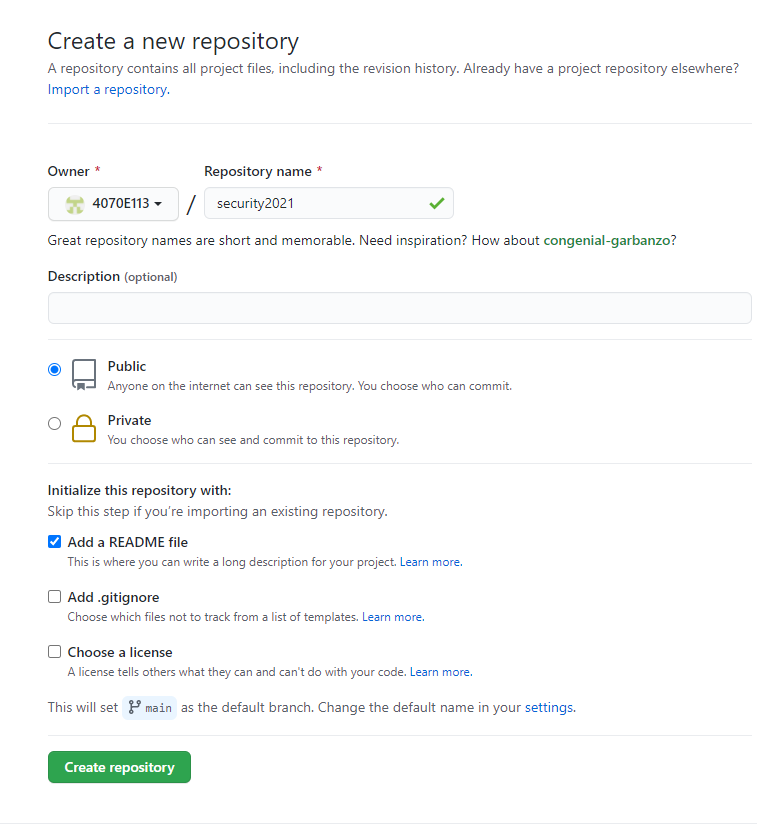 Create a new repository
A repository contains all project files, including the revision history. Already have a project repository elsewhere?
Import a repository.
Owner * Repository name *
4070E113 / security2021
Great repository names are short and memorable. Need inspiration? How about congenial-garbanzo?
Description (optional)
Public
Anyone on the internet can see this repository. You choose who can commit.
Private
You choose who can see and commit to this repository.
Initialize this repository with:
Skip this step if you're importing an existing repository.
Add a README file
This is where you can write a long description for your project. Learn more.
Add .gitignore
Choose which files not to track from a list of templates. Learn more.
Choose a license
A license tells others what they can and can't do with your code. Learn more.
This will set main as the default branch. Change the default name in your settings.
Create repository